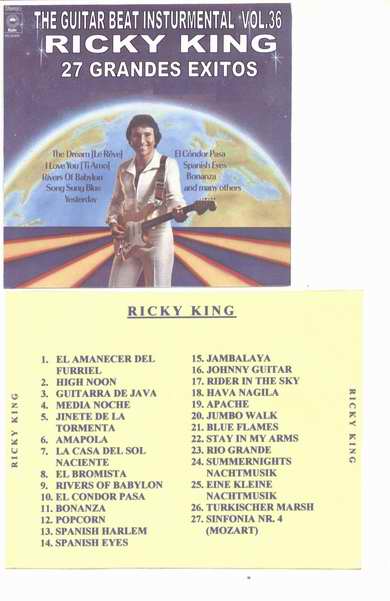 THE GUITAR BEAT INSTURMENTAL VOL.36
RICKY KING
27 GRANDES EXITOS
The Dream (Le Rêve)
I Love You (Ti Amo)
Rivers Of Babylon
Song Sung Blue
Yesterday
El Cóndor Pasa
Spanish Eyes
Bonanza
and many others
RICKY KING
RICKY KING
1. EL AMANECER DEL
FURRIEL
2. HIGH NOON
3. GUITARRA DE JAVA
4. MEDIA NOCHE
5. JINETE DE LA
TORMENTA
6. AMAPOLA
7. LA CASA DEL SOL
NACIENTE
8. EL BROMISTA
9. RIVERS OF BABYLON
10. EL CONDOR PASA
11. BONANZA
12. POPCORN
13. SPANISH HARLEM
14. SPANISH EYES
15. JAMBALAYA
16. JOHNNY GUITAR
17. RIDER IN THE SKY
18. HAVA NAGILA
19. APACHE
20. JUMBO WALK
21. BLUE FLAMES
22. STAY IN MY ARMS
23. RIO GRANDE
24. SUMMERNIGHTS
NACHTMUSIK
25. EINE KLEINE
NACHTMUSIK
26. TURKISCHER MARSH
27. SINFONIA NR. 4
(MOZART)
RICKY KING